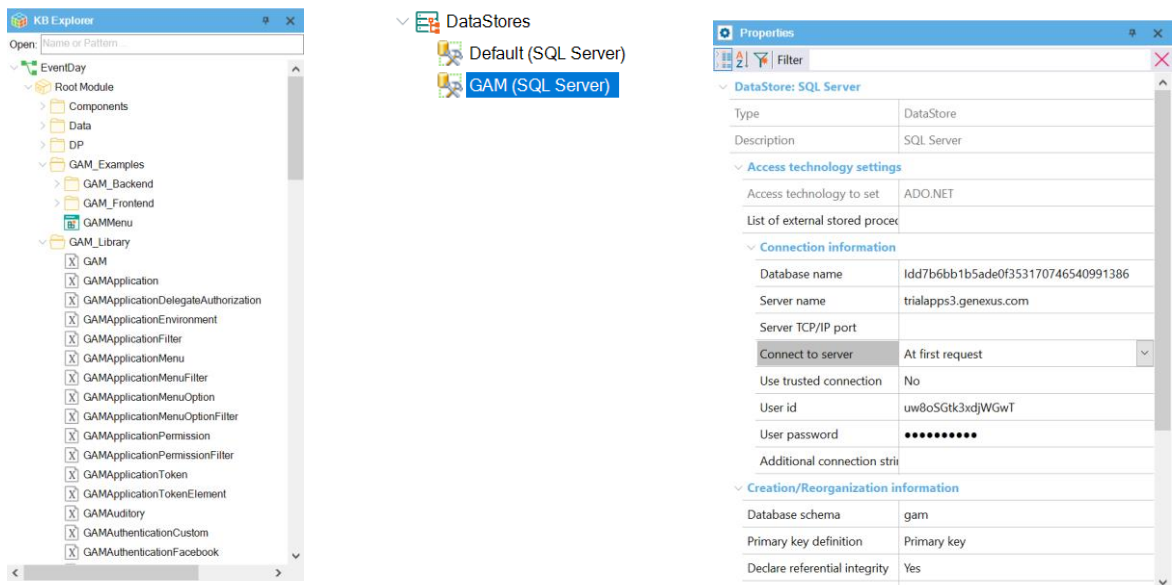 KB Explorer
Open: Name or Pattern...
EventDay
Root Module
Components
Data
DP
GAM_Examples
GAM_Backend
GAM_Frontend
GAMMenu
GAM_Library
GAM
GAMApplication
GAMApplicationDelegateAuthorization
GAMApplicationEnvironment
GAMApplicationFilter
GAMApplicationMenu
GAMApplicationMenuFilter
GAMApplicationMenuOption
GAMApplicationMenuOptionFilter
GAMApplicationPermission
GAMApplicationPermissionFilter
GAMApplicationToken
GAMApplicationTokenElement
GAMAuditory
GAMAuthenticationCustom
GAMAuthenticationFacebook
DataStores
Default (SQL Server)
GAM (SQL Server)
Properties
Filter
DataStore: SQL Server
Type DataStore
Description SQL Server
Access technology settings
Access technology to set ADO.NET
List of external stored proced
Connection information
Database name Idd7b6bb1b5ade0f353170746540991386
Server name trialapps3.genexus.com
Server TCP/IP port
Connect to server At first request
Use trusted connection No
User id uw8oSGtk3xdjWGwT
User password ●●●●●●●●●●
Additional connection strin
Creation/Reorganization information
Database schema gam
Primary key definition Primary key
Declare referential integrity Yes